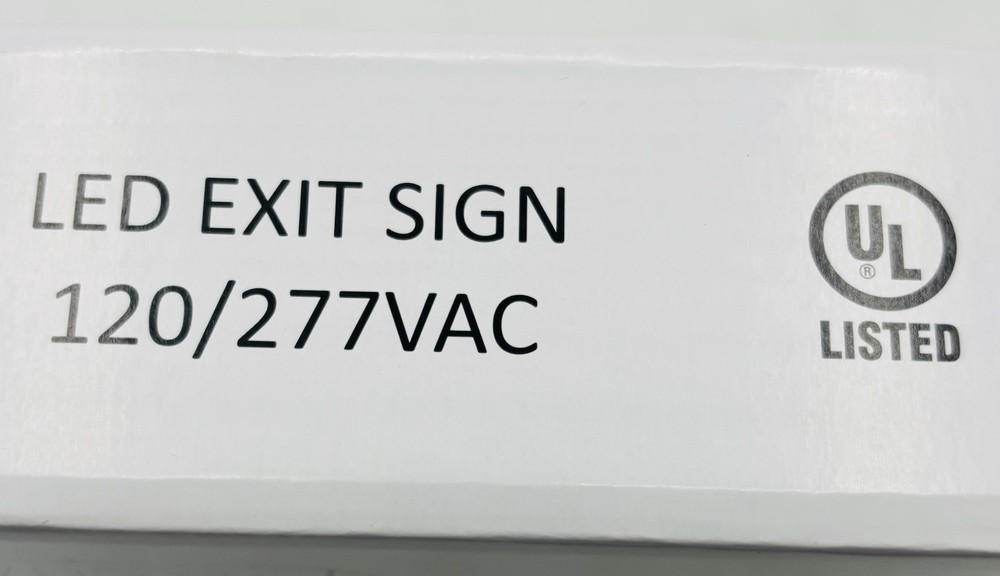 LED EXIT SIGN
120/277VAC
UL
®
LISTED